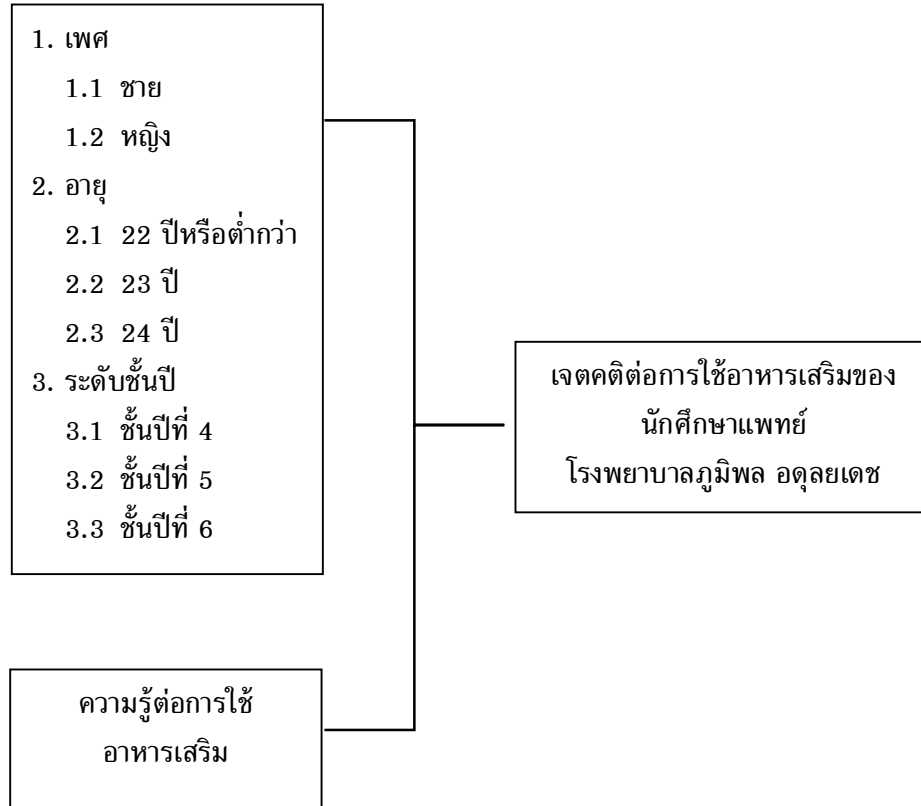 1. เพศ
1.1 ชาย
1.2 หญิง
2. อายุ
2.1 22 ปีหรือต่ำกว่า
2.2 23 ปี
2.3 24 ปี
3. ระดับชั้นปี
3.1 ชั้นปีที่ 4
3.2 ชั้นปีที่ 5
3.3 ชั้นปีที่ 6
เจตคติต่อการใช้อาหารเสริมของ
นักศึกษาแพทย์
โรงพยาบาลภูมิพล อดุลยเดช
ความรู้ต่อการใช้
อาหารเสริม